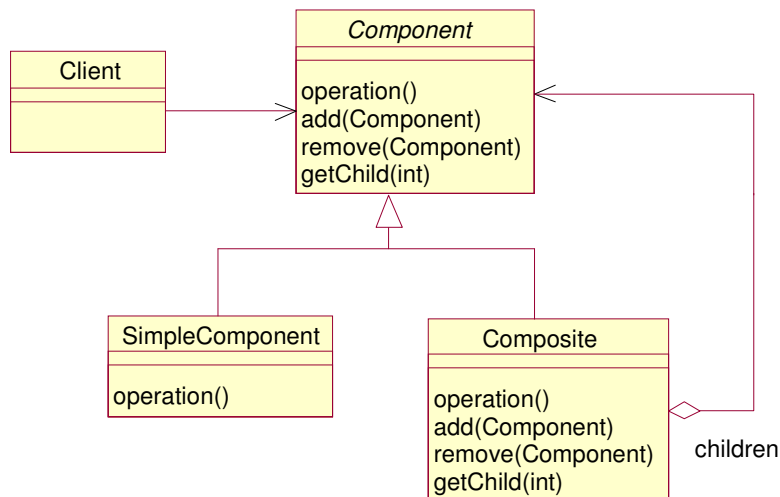 Component
Client
operation()
add(Component)
remove(Component)
getChild(int)
SimpleComponent
operation()
Composite
operation()
add(Component)
remove(Component)
getChild(int)
children